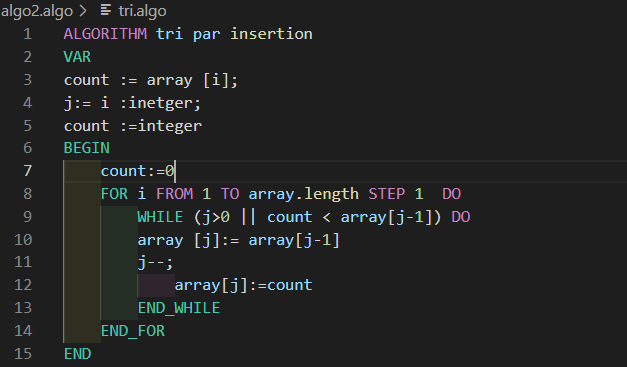 algo2.algo > tri.algo
1 ALGORITHM tri par insertion
2 VAR
3 count := array [i];
4 j:= i :inetger;
5 count :=integer
6 BEGIN
7 count:=0
8 FOR i FROM 1 TO array.length STEP 1  DO
9 WHILE (j>0 || count < array[j-1]) DO
10 array [j]:= array[j-1]
11 j--;
12 array[j]:=count
13 END_WHILE
14 END_FOR
15 END